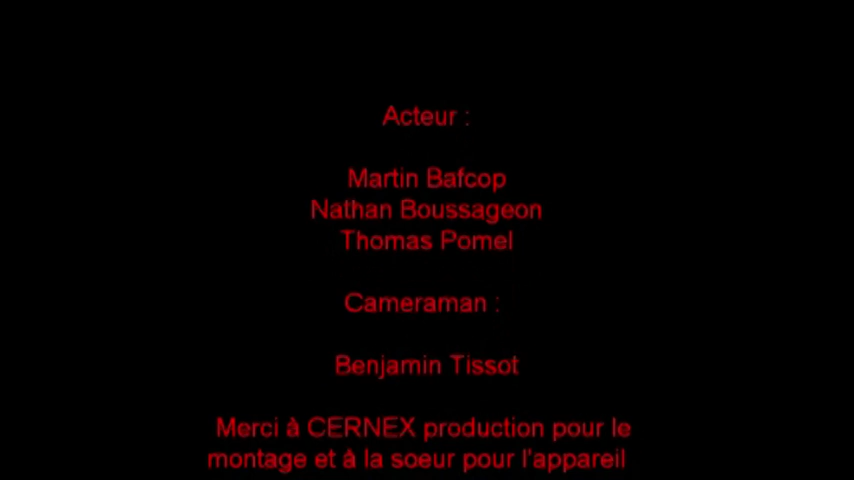 Acteur :
Martin Bafcop
Nathan Boussageon
Thomas Pomel
Cameraman :
Benjamin Tissot
Merci à CERNEX production pour le
montage et à la soeur pour l'appareil